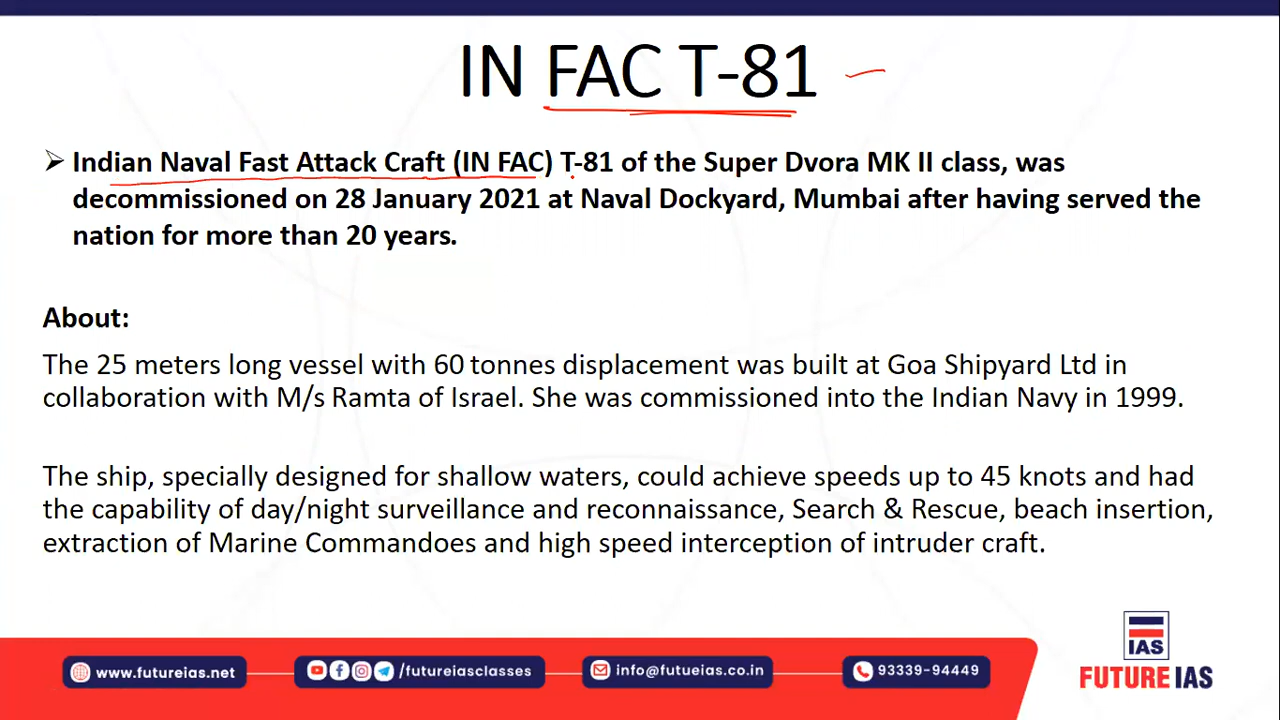 IN FAC T-81
➢ Indian Naval Fast Attack Craft (IN FAC) T-81 of the Super Dvora MK II class, was
decommissioned on 28 January 2021 at Naval Dockyard, Mumbai after having served the
nation for more than 20 years.
About:
The 25 meters long vessel with 60 tonnes displacement was built at Goa Shipyard Ltd in
collaboration with M/s Ramta of Israel. She was commissioned into the Indian Navy in 1999.
The ship, specially designed for shallow waters, could achieve speeds up to 45 knots and had
the capability of day/night surveillance and reconnaissance, Search & Rescue, beach insertion,
extraction of Marine Commandoes and high speed interception of intruder craft.
www.futureias.net /futureiasclasses info@futueias.co.in 93339-94449
IAS
FUTURE IAS